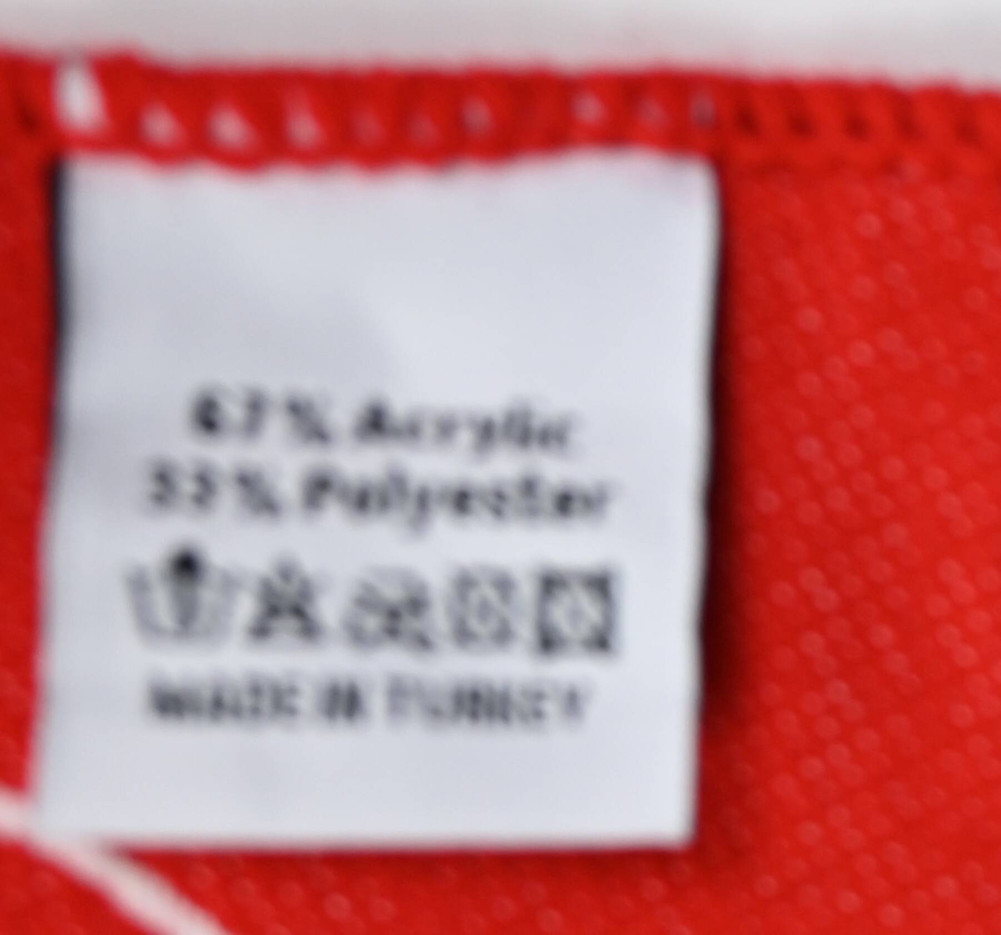 67% Acrylic
33% Polyester
MADE IN TURKEY